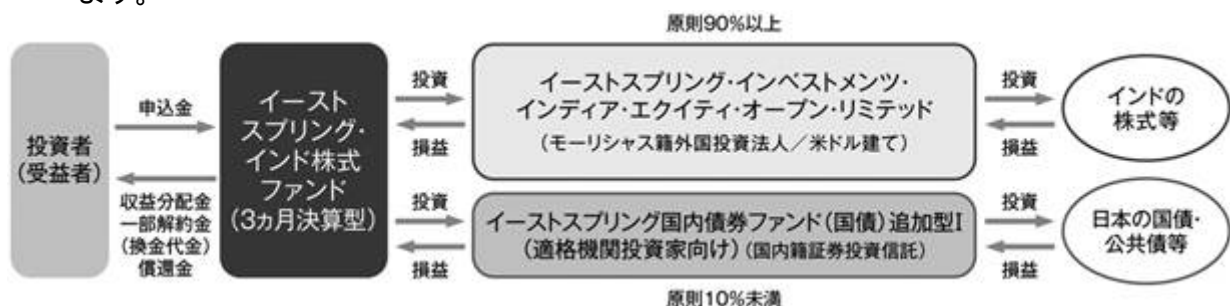 ます。
原則90%以上
投資者
(受益者)
申込金
収益分配金
一部解約金
(換金代金)
償還金
イースト
スプリング・
インド株式
ファンド
(3ヵ月決算型)
投資
損益
イーストスプリング・インベストメンツ・
インディア・エクイティ・オープン・リミテッド
(モーリシャス籍外国投資法人/米ドル建て)
投資
損益
インドの
株式等
投資
損益
イーストスプリング国内債券ファンド(国債)追加型I
(適格機関投資家向け)(国内籍証券投資信託)
投資
損益
日本の国債・
公共債等
原則10%未満